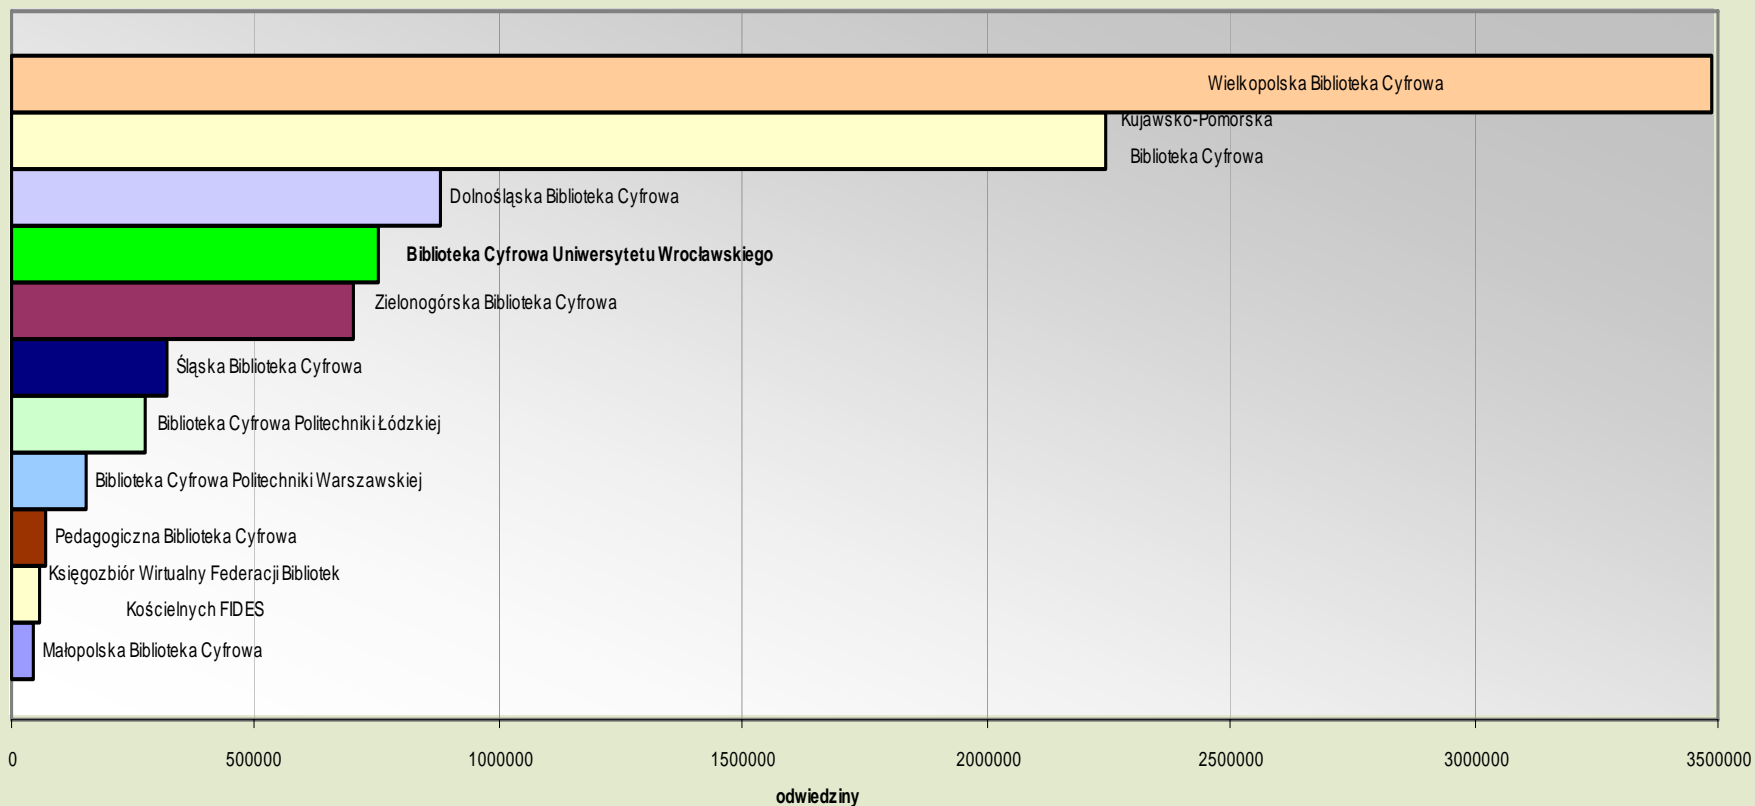 Wielkopolska Biblioteka Cyfrowa
Kujawsko-Pomorska
Biblioteka Cyfrowa
Dolnośląska Biblioteka Cyfrowa
Biblioteka Cyfrowa Uniwersytetu Wrocławskiego
Zielonogórska Biblioteka Cyfrowa
Śląska Biblioteka Cyfrowa
Biblioteka Cyfrowa Politechniki Łódzkiej
Biblioteka Cyfrowa Politechniki Warszawskiej
Pedagogiczna Biblioteka Cyfrowa
Księgozbiór Wirtualny Federacji Bibliotek
Kościelnych FIDES
Małopolska Biblioteka Cyfrowa
0 500000 1000000 1500000 2000000 2500000 3000000 3500000
odwiedziny